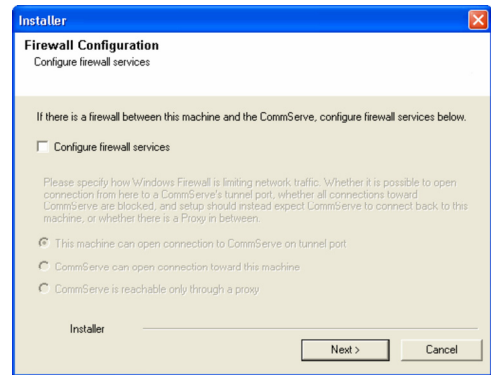 Installer
Firewall Configuration
Configure firewall services
If there is a firewall between this machine and the CommServe, configure firewall services below.
Configure firewall services
Please specify how Windows Firewall is limiting network traffic. Whether it is possible to open
connection from here to a CommServe's tunnel port, whether all connections toward
CommServe are blocked, and setup should instead expect CommServe to connect back to this
machine, or whether there is a Proxy in between.
This machine can open connection to CommServe on tunnel port
CommServe can open connection toward this machine
CommServe is reachable only through a proxy
Installer
Next >
Cancel